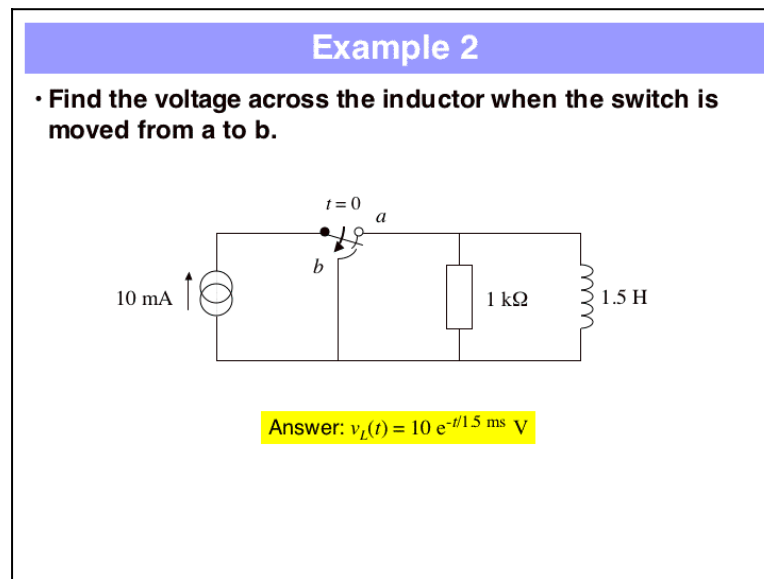 Example 2
• Find the voltage across the inductor when the switch is
moved from a to b.
t = 0
a
b
10 mA
1 kΩ
1.5 H
Answer: v_L(t) = 10 e^{-t/1.5 ms} V